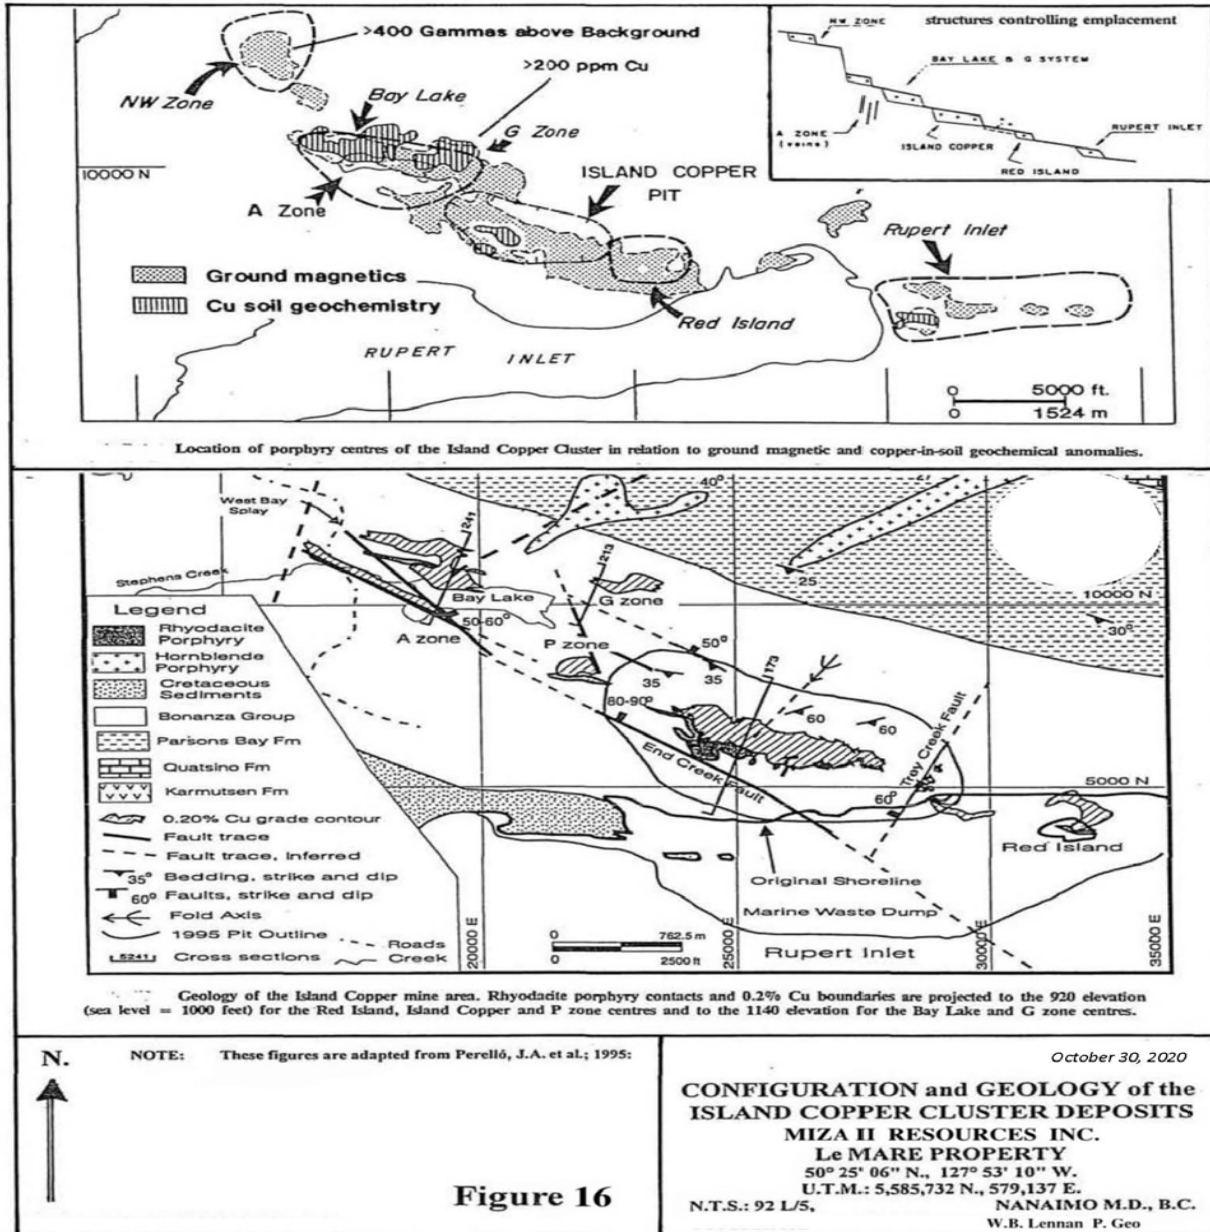 >400 Gammas above Background
>200 ppm Cu
NW Zone
Bay Lake
G Zone
10000 N
A Zone
ISLAND COPPER
PIT
Rupert Inlet
Ground magnetics
Cu soil geochemistry
Red Island
RUPERT INLET
0 5000 ft.
0 1524 m
structures controlling emplacement
NW ZONE
BAY LAKE & G SYSTEM
A ZONE
(veins)
ISLAND COPPER
RUPERT INLET
RED ISLAND
Location of porphyry centres of the Island Copper Cluster in relation to ground magnetic and copper-in-soil geochemical anomalies.
West Bay
Splay
241
213
40°
25
Stephens Creek
Bay Lake
G zone
10000 N
30°
50-60°
A zone
P zone
50°
35
35
173
80-90°
60
60
End Creek Fault
Trey Creek Fault
60°
5000 N
Red Island
Original Shoreline
Marine Waste Dump
Rupert Inlet
20000 E
25000 E
30000 E
35000 E
0 762.5 m
0 2500 ft
Legend
Rhyodacite
Porphyry
Hornblende
Porphyry
Cretaceous
Sediments
Bonanza Group
Parsons Bay Fm
Quatsino Fm
Karmutsen Fm
0.20% Cu grade contour
Fault trace
Fault trace, inferred
35° Bedding, strike and dip
60° Faults, strike and dip
Fold Axis
1995 Pit Outline
Roads
5241 Cross sections
Creek
Geology of the Island Copper mine area. Rhyodacite porphyry contacts and 0.2% Cu boundaries are projected to the 920 elevation
(sea level = 1000 feet) for the Red Island, Island Copper and P zone centres and to the 1140 elevation for the Bay Lake and G zone centres.
N.
NOTE: These figures are adapted from Perelló, J.A. et al.; 1995:
Figure 16
October 30, 2020
CONFIGURATION and GEOLOGY of the
ISLAND COPPER CLUSTER DEPOSITS
MIZA II RESOURCES INC.
Le MARE PROPERTY
50° 25' 06" N., 127° 53' 10" W.
U.T.M.: 5,585,732 N., 579,137 E.
N.T.S.: 92 L/5, NANAIMO M.D., B.C.
W.B. Lennan P. Geo